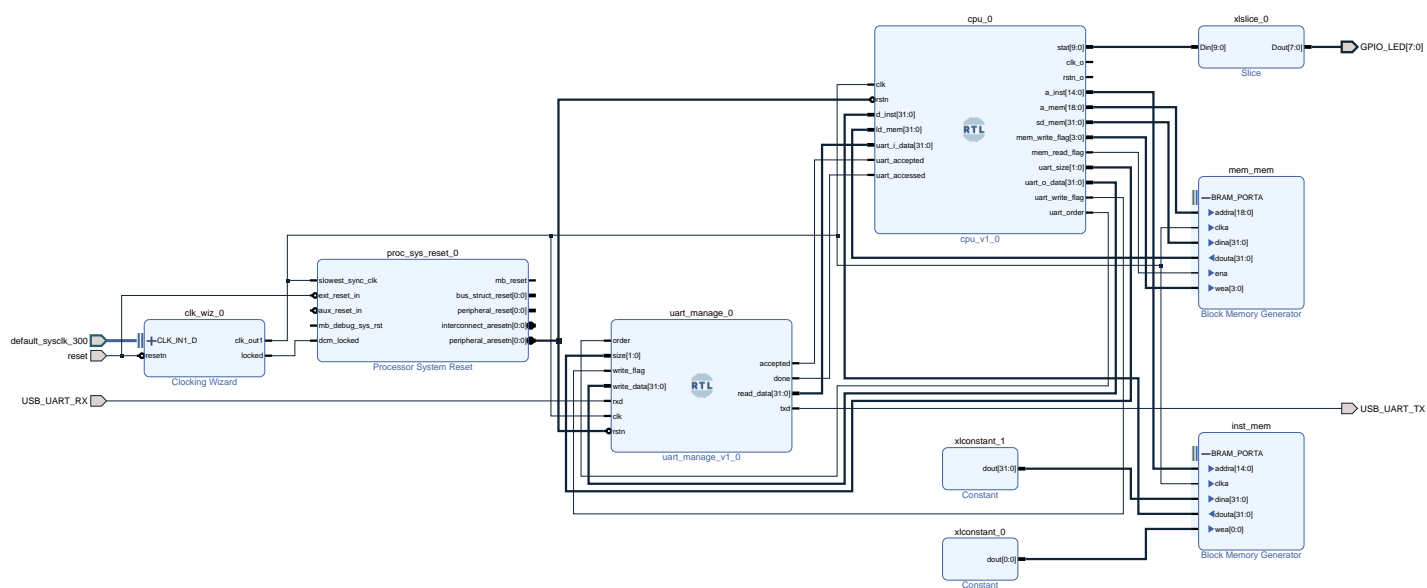 cpu_0
stat[9:0]
clk_o
rstn_o
clk
a_inst[14:0]
rstn
a_mem[18:0]
d_inst[31:0]
sd_mem[31:0]
ld_mem[31:0]
mem_write_flag[3:0]
uart_i_data[31:0]
mem_read_flag
uart_accepted
uart_size[1:0]
uart_accessed
uart_o_data[31:0]
uart_write_flag
uart_order
RTL
cpu_v1_0
xlslice_0
Din[9:0]
Dout[7:0]
Slice
GPIO_LED[7:0]
mem_mem
BRAM_PORTA
addra[18:0]
clka
dina[31:0]
douta[31:0]
ena
wea[3:0]
Block Memory Generator
proc_sys_reset_0
slowest_sync_clk
mb_reset
ext_reset_in
bus_struct_reset[0:0]
aux_reset_in
peripheral_reset[0:0]
mb_debug_sys_rst
interconnect_aresetn[0:0]
dcm_locked
peripheral_aresetn[0:0]
Processor System Reset
clk_wiz_0
CLK_IN1_D
clk_out1
resetn
locked
Clocking Wizard
default_sysclk_300
reset
USB_UART_RX
uart_manage_0
order
size[1:0]
accepted
write_flag
done
write_data[31:0]
read_data[31:0]
rxd
txd
clk
rstn
RTL
uart_manage_v1_0
USB_UART_TX
inst_mem
BRAM_PORTA
addra[14:0]
clka
dina[31:0]
douta[31:0]
wea[0:0]
Block Memory Generator
xlconstant_1
dout[31:0]
Constant
xlconstant_0
dout[0:0]
Constant